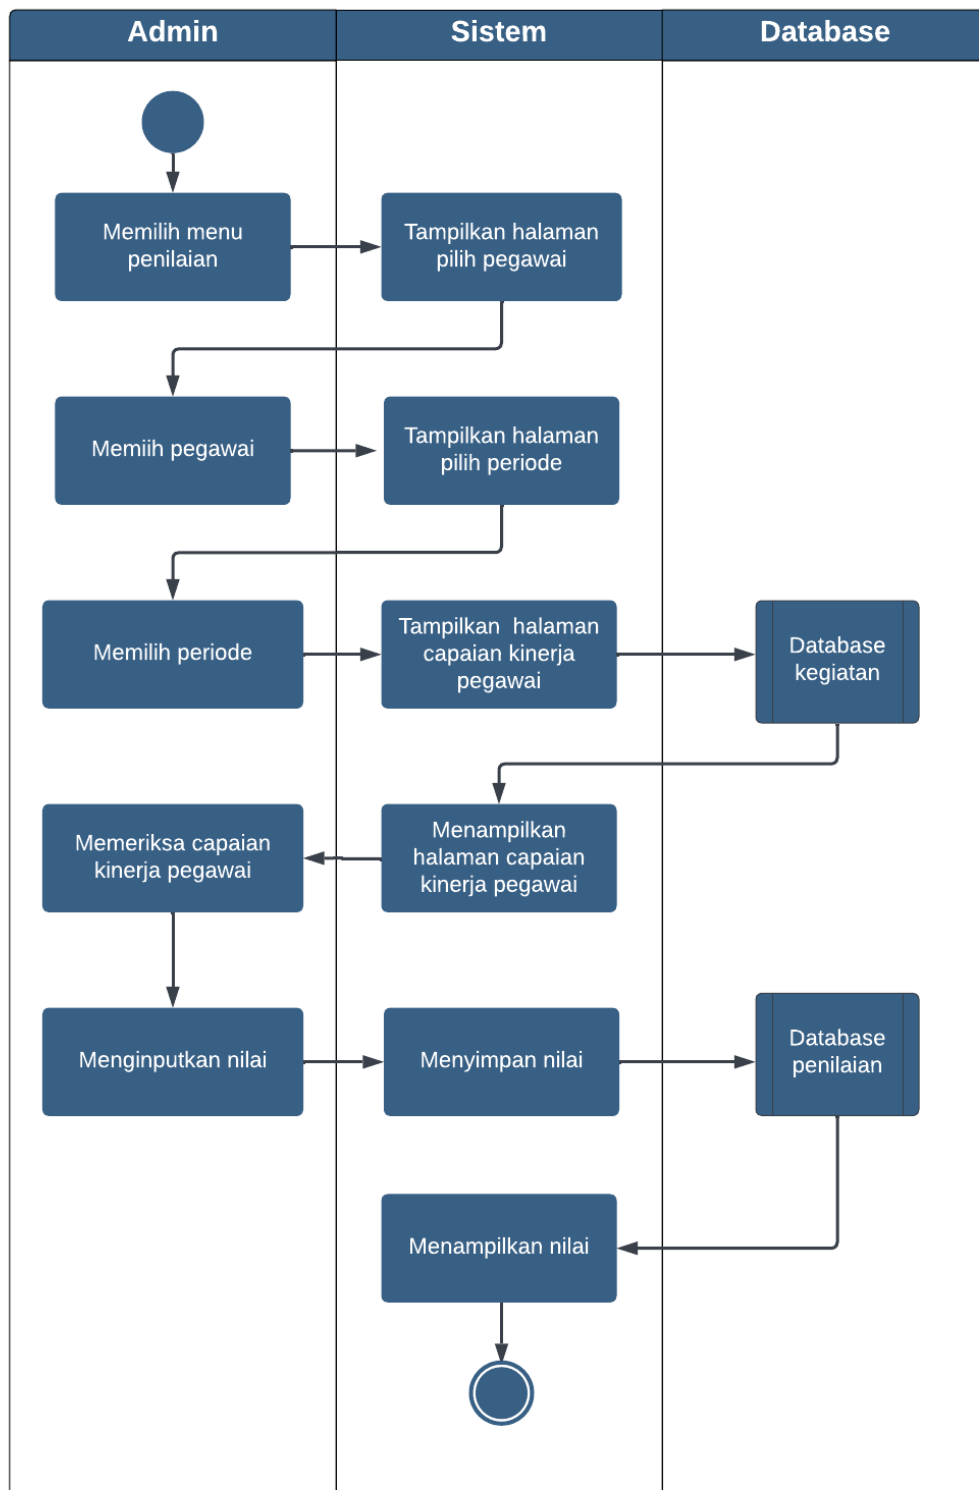 Admin
Sistem
Database
Memilih menu
penilaian
Tampilkan halaman
pilih pegawai
Memiih pegawai
Tampilkan halaman
pilih periode
Memilih periode
Tampilkan  halaman
capaian kinerja
pegawai
Database
kegiatan
Memeriksa capaian
kinerja pegawai
Menampilkan
halaman capaian
kinerja pegawai
Menginputkan nilai
Menyimpan nilai
Database
penilaian
Menampilkan nilai